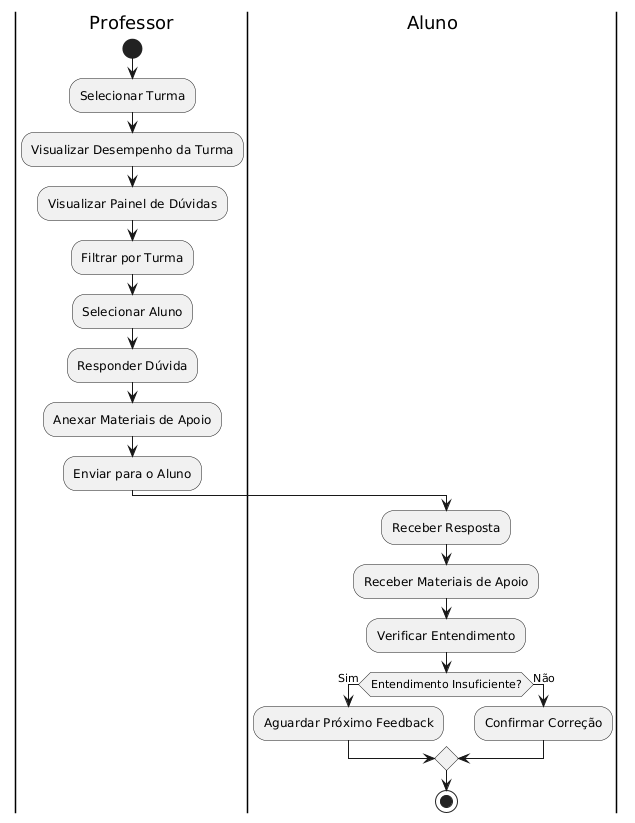 Professor
Aluno
Selecionar Turma
Visualizar Desempenho da Turma
Visualizar Painel de Dúvidas
Filtrar por Turma
Selecionar Aluno
Responder Dúvida
Anexar Materiais de Apoio
Enviar para o Aluno
Receber Resposta
Receber Materiais de Apoio
Verificar Entendimento
Sim
Entendimento Insuficiente?
Não
Aguardar Próximo Feedback
Confirmar Correção